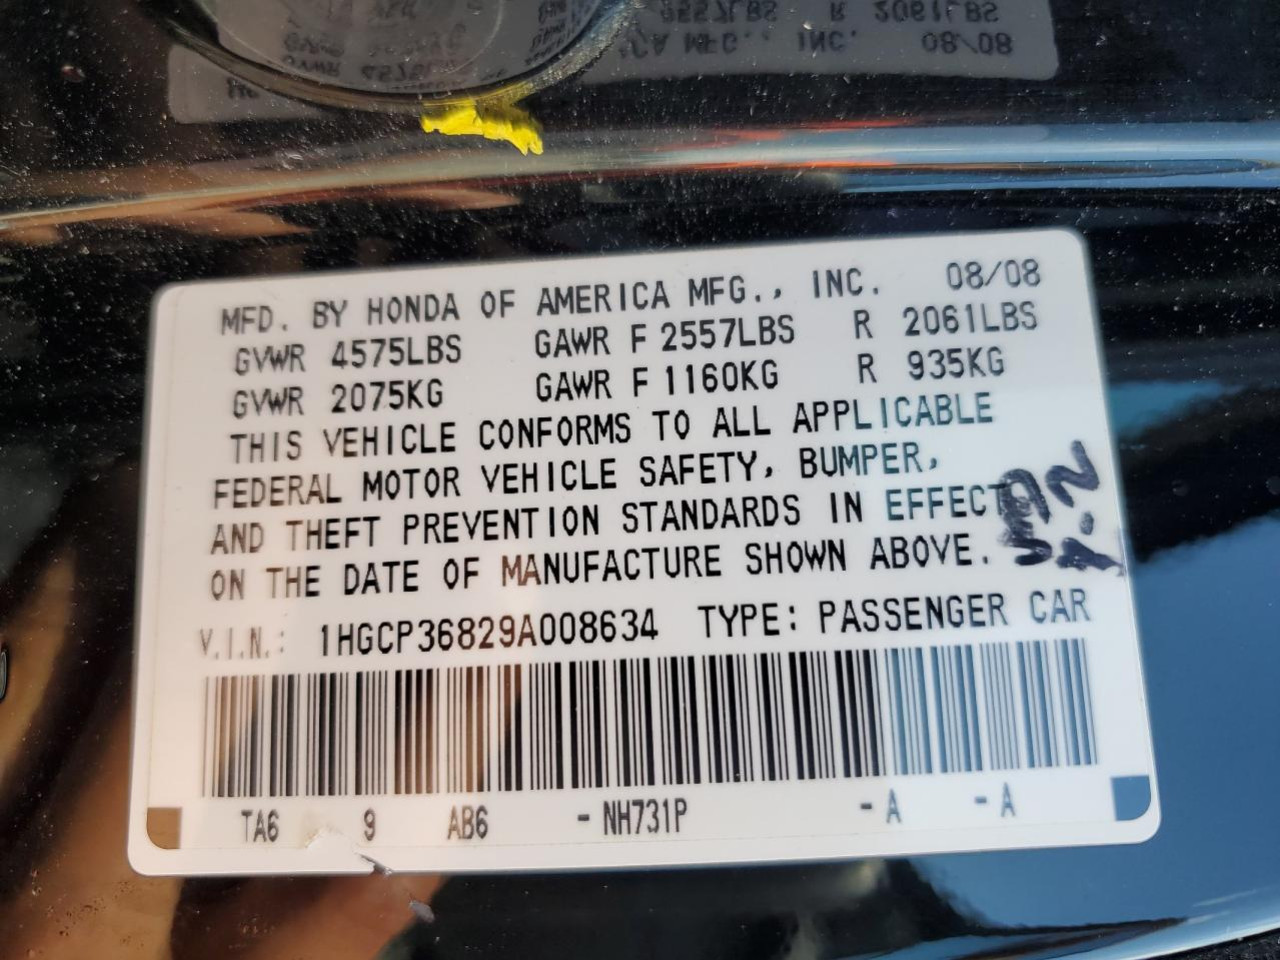 MFD. BY HONDA OF AMERICA MFG., INC. 08/08
GVWR 4575LBS GAWR F 2557LBS R 2061LBS
GVWR 2075KG GAWR F 1160KG R 935KG
THIS VEHICLE CONFORMS TO ALL APPLICABLE
FEDERAL MOTOR VEHICLE SAFETY, BUMPER,
AND THEFT PREVENTION STANDARDS IN EFFECT
ON THE DATE OF MANUFACTURE SHOWN ABOVE.
V.I.N.: 1HGCP36829A008634 TYPE: PASSENGER CAR
TA6 9 AB6 -NH731P -A -A